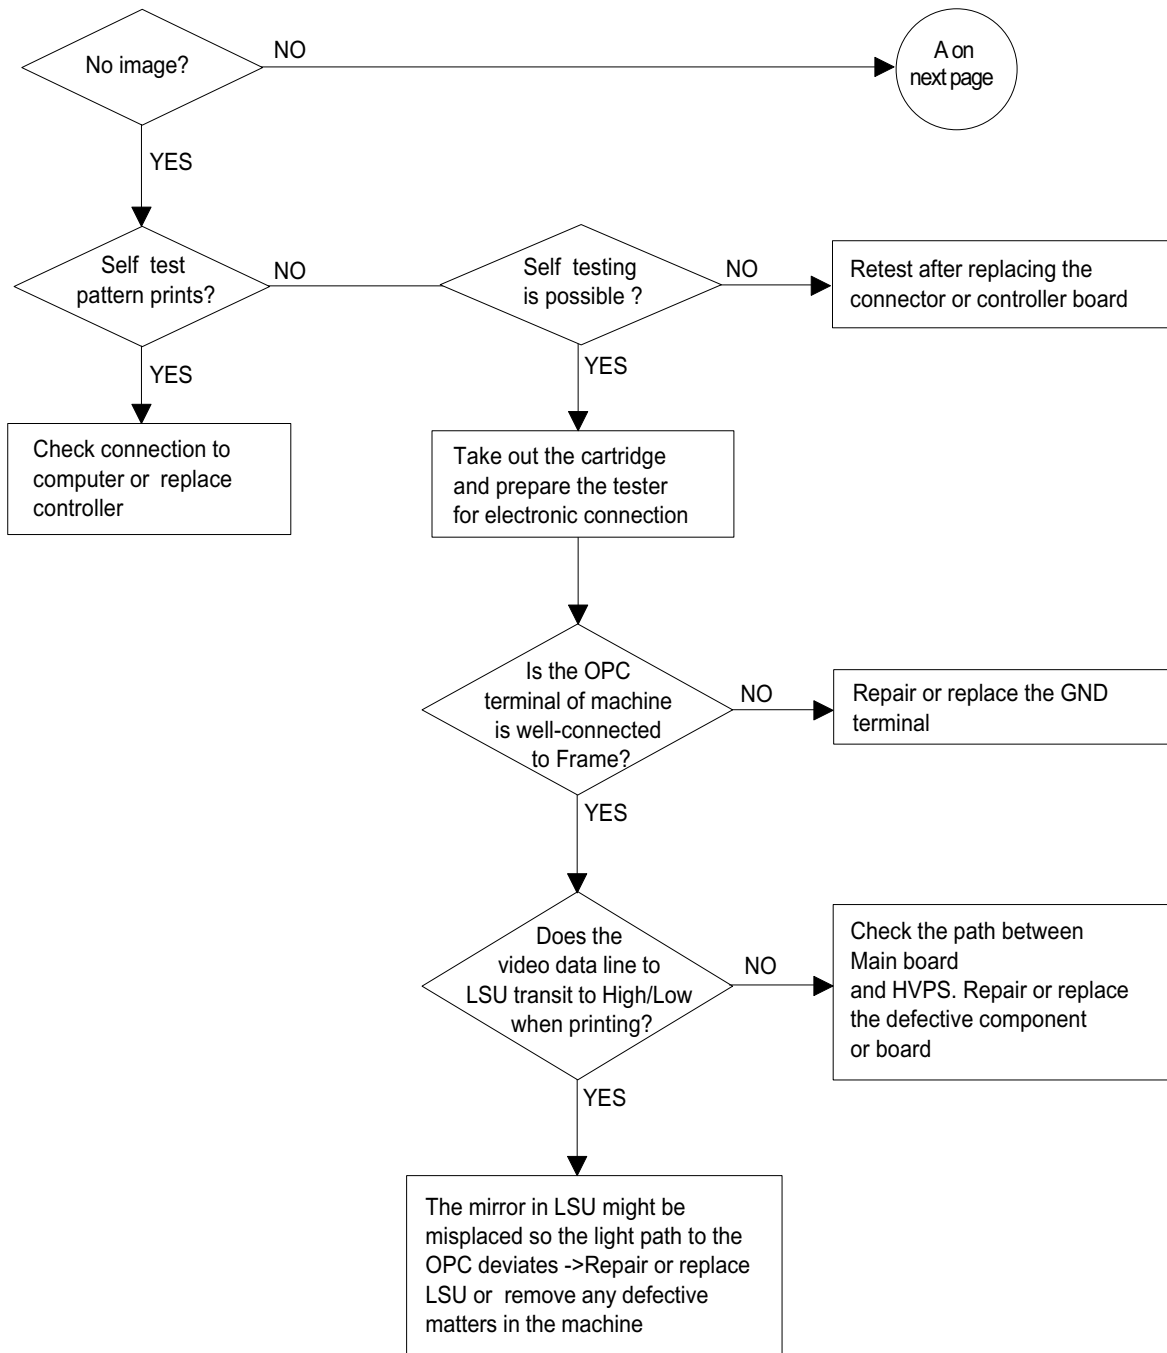 No image?
NO
A on
next page
YES
Self test
pattern prints?
NO
Self testing
is possible ?
NO
Retest after replacing the
connector or controller board
YES
YES
Check connection to
computer or replace
controller
Take out the cartridge
and prepare the tester
for electronic connection
Is the OPC
terminal of machine
is well-connected
to Frame?
NO
Repair or replace the GND
terminal
YES
Does the
video data line to
LSU transit to High/Low
when printing?
NO
Check the path between
Main board
and HVPS. Repair or replace
the defective component
or board
YES
The mirror in LSU might be
misplaced so the light path to the
OPC deviates ->Repair or replace
LSU or remove any defective
matters in the machine